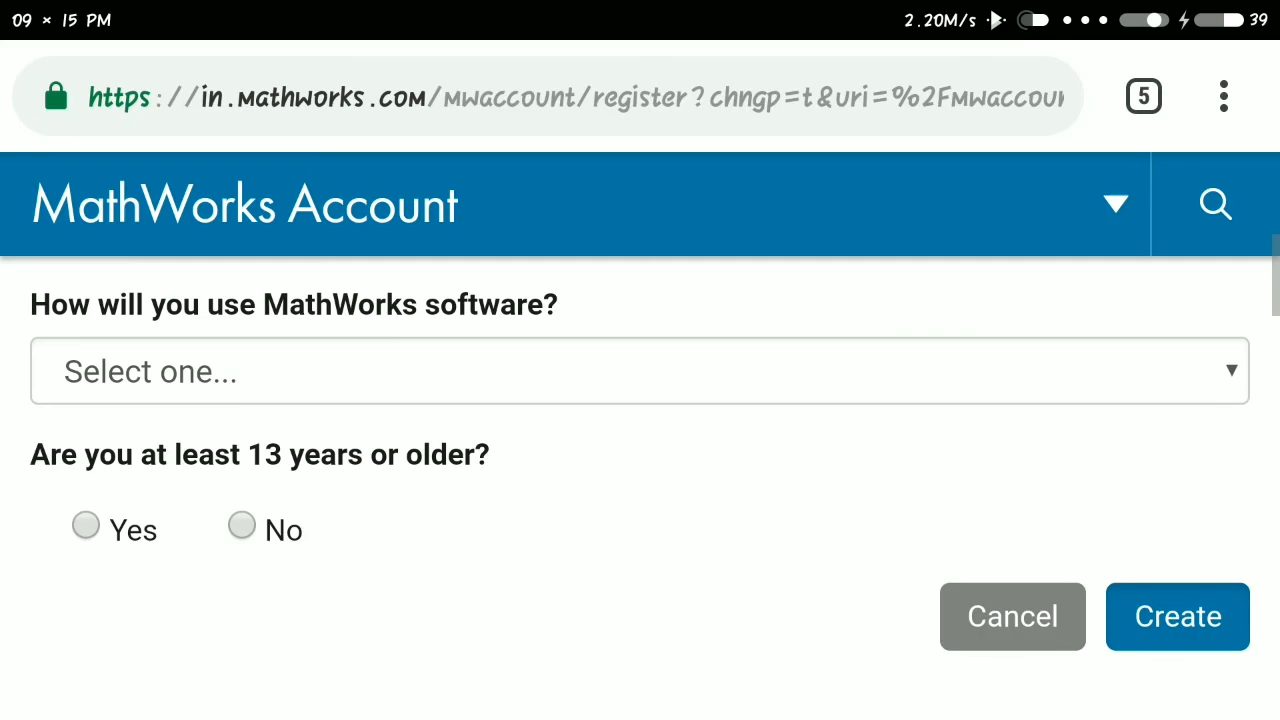 09 × 15 PM
2.20M/s
39
https://in.mathworks.com/mwaccount/register?chngp=t&uri=%2Fmwaccou
5
MathWorks Account
How will you use MathWorks software?
Select one...
Are you at least 13 years or older?
Yes No
Cancel Create